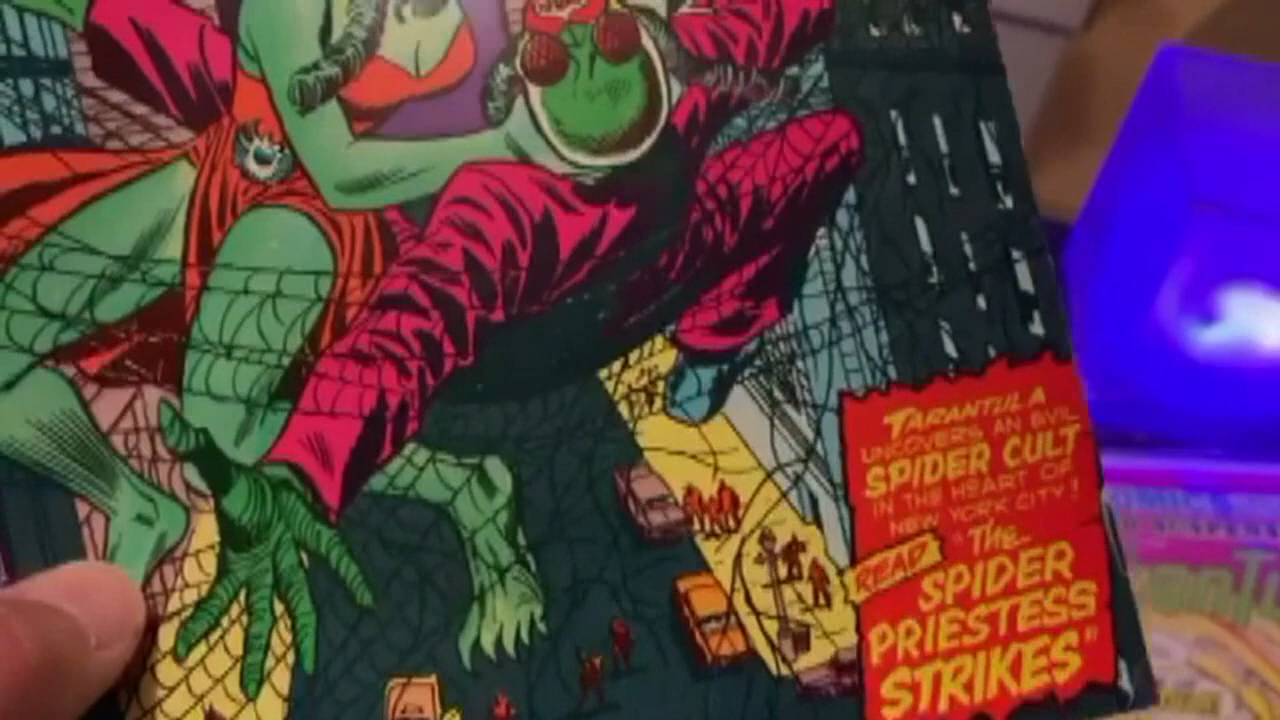 TARANTULA
UNCOVERS AN EVIL
SPIDER CULT
IN THE HEART OF
NEW YORK CITY!
READ "The
SPIDER
PRIESTESS
STRIKES"